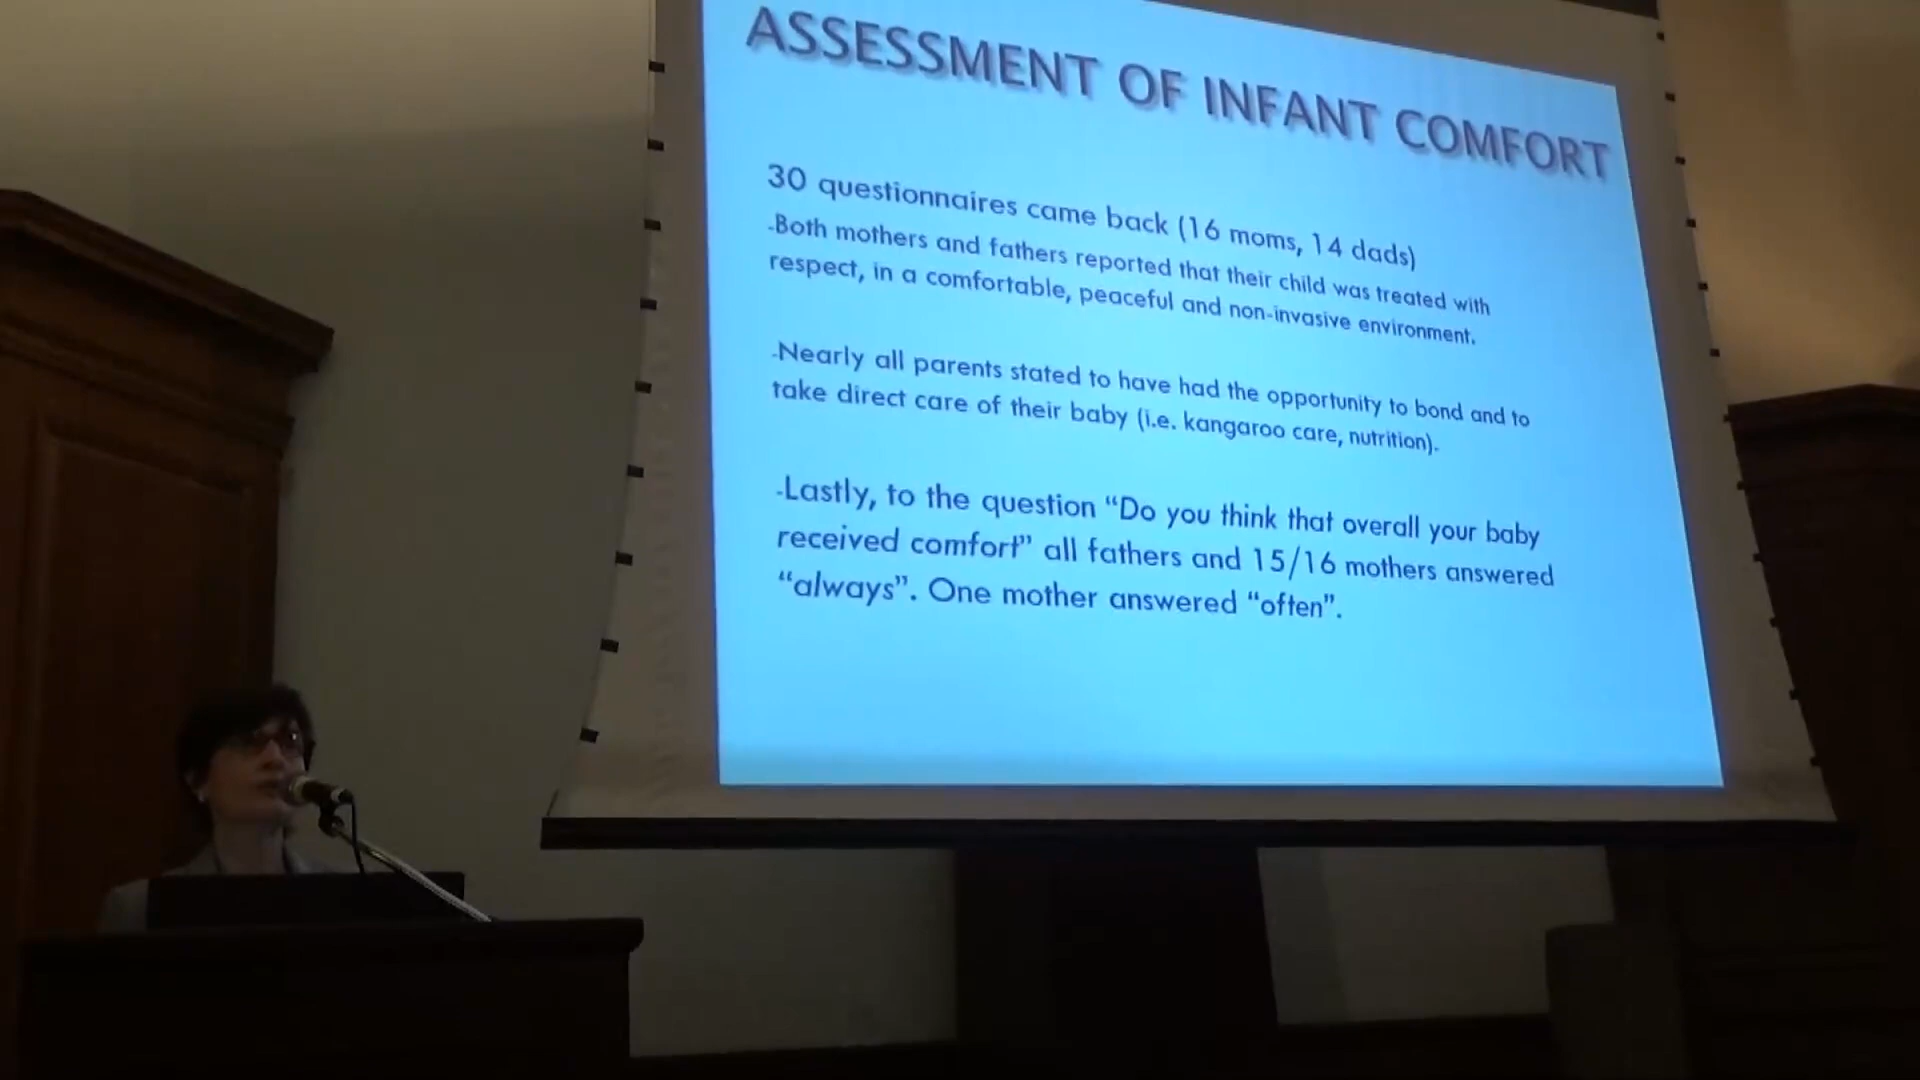 ASSESSMENT OF INFANT COMFORT
30 questionnaires came back (16 moms, 14 dads)
-Both mothers and fathers reported that their child was treated with
respect, in a comfortable, peaceful and non-invasive environment.
-Nearly all parents stated to have had the opportunity to bond and to
take direct care of their baby (i.e. kangaroo care, nutrition).
-Lastly, to the question “Do you think that overall your baby
received comfort” all fathers and 15/16 mothers answered
“always”. One mother answered “often”.